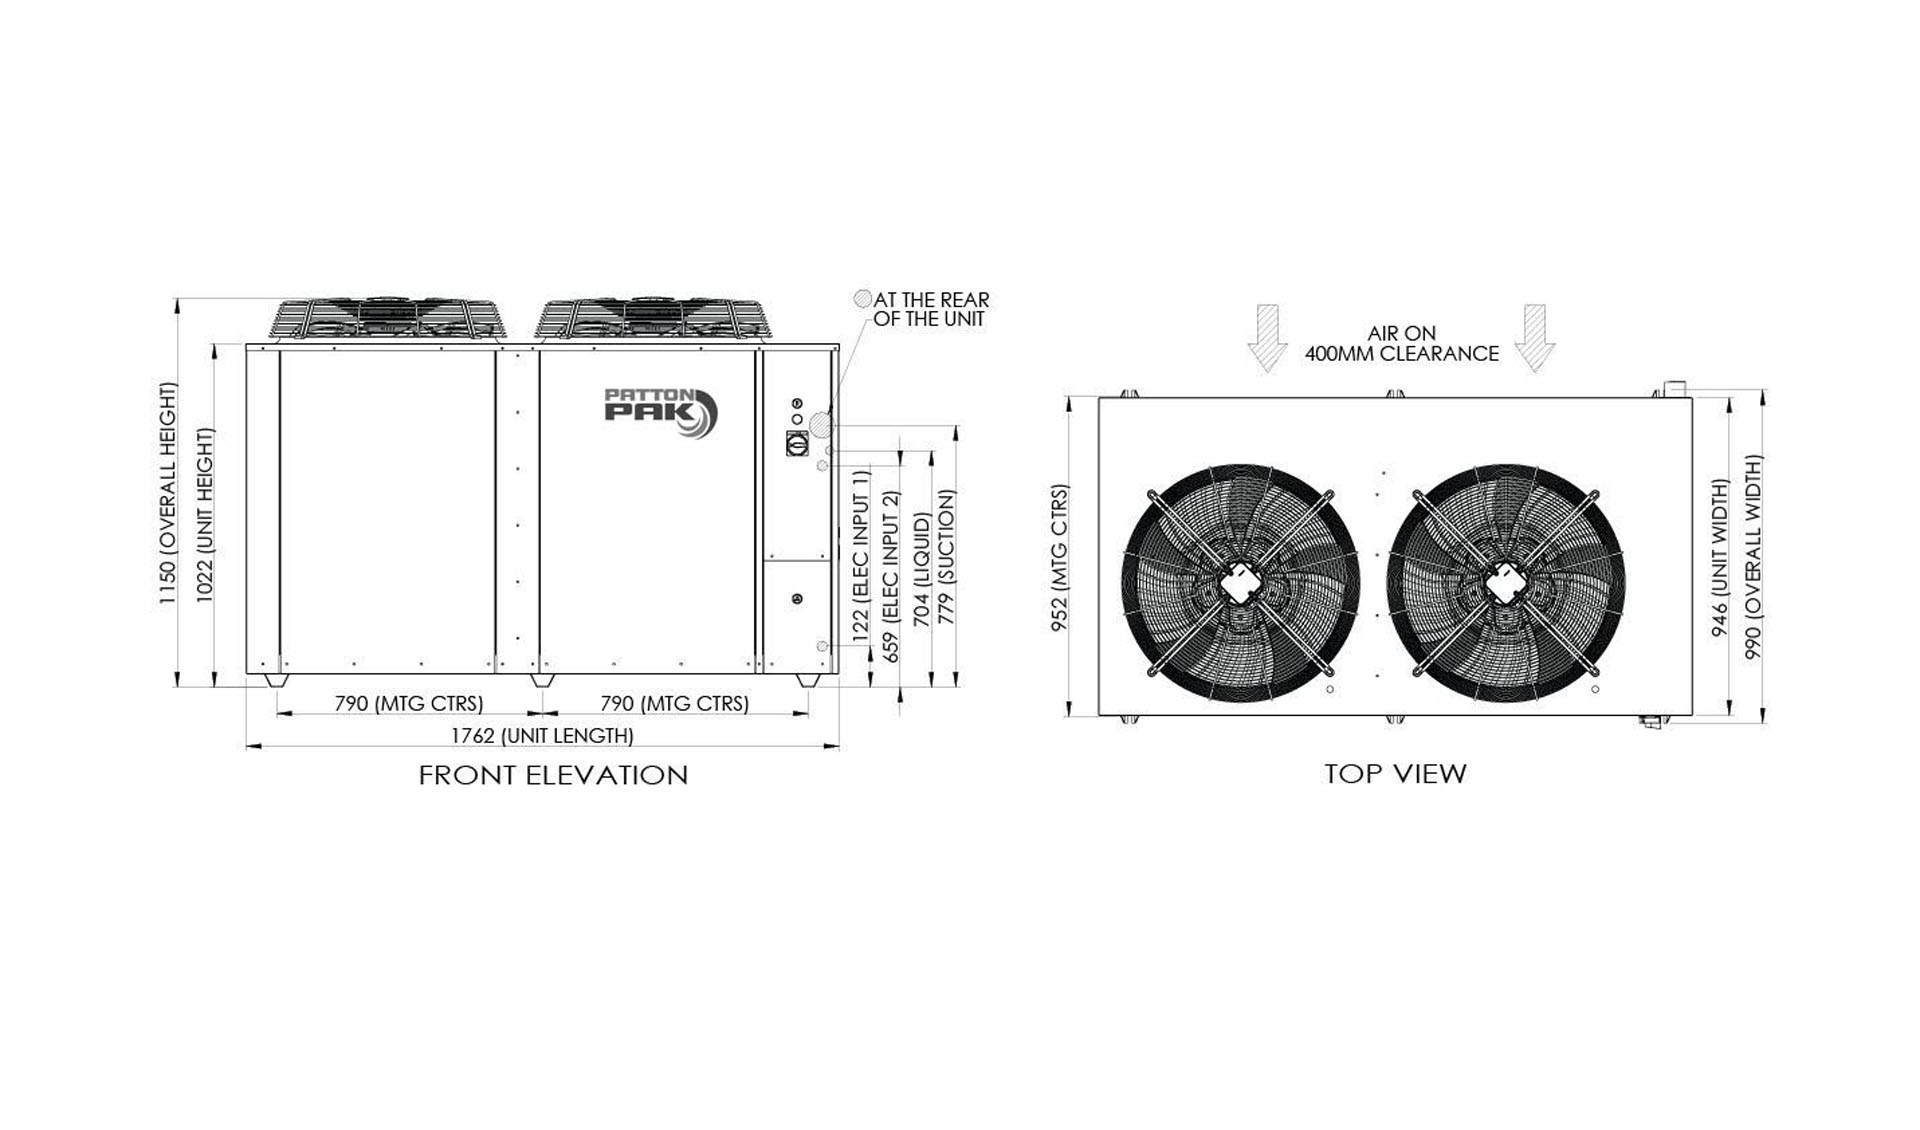 AT THE REAR
OF THE UNIT
1150 (OVERALL HEIGHT)
1022 (UNIT HEIGHT)
PATTON
PAK
122 (ELEC INPUT 1)
659 (ELEC INPUT 2)
704 (LIQUID)
779 (SUCTION)
790 (MTG CTRS)
790 (MTG CTRS)
1762 (UNIT LENGTH)
FRONT ELEVATION
AIR ON
400MM CLEARANCE
952 (MTG CTRS)
946 (UNIT WIDTH)
990 (OVERALL WIDTH)
TOP VIEW